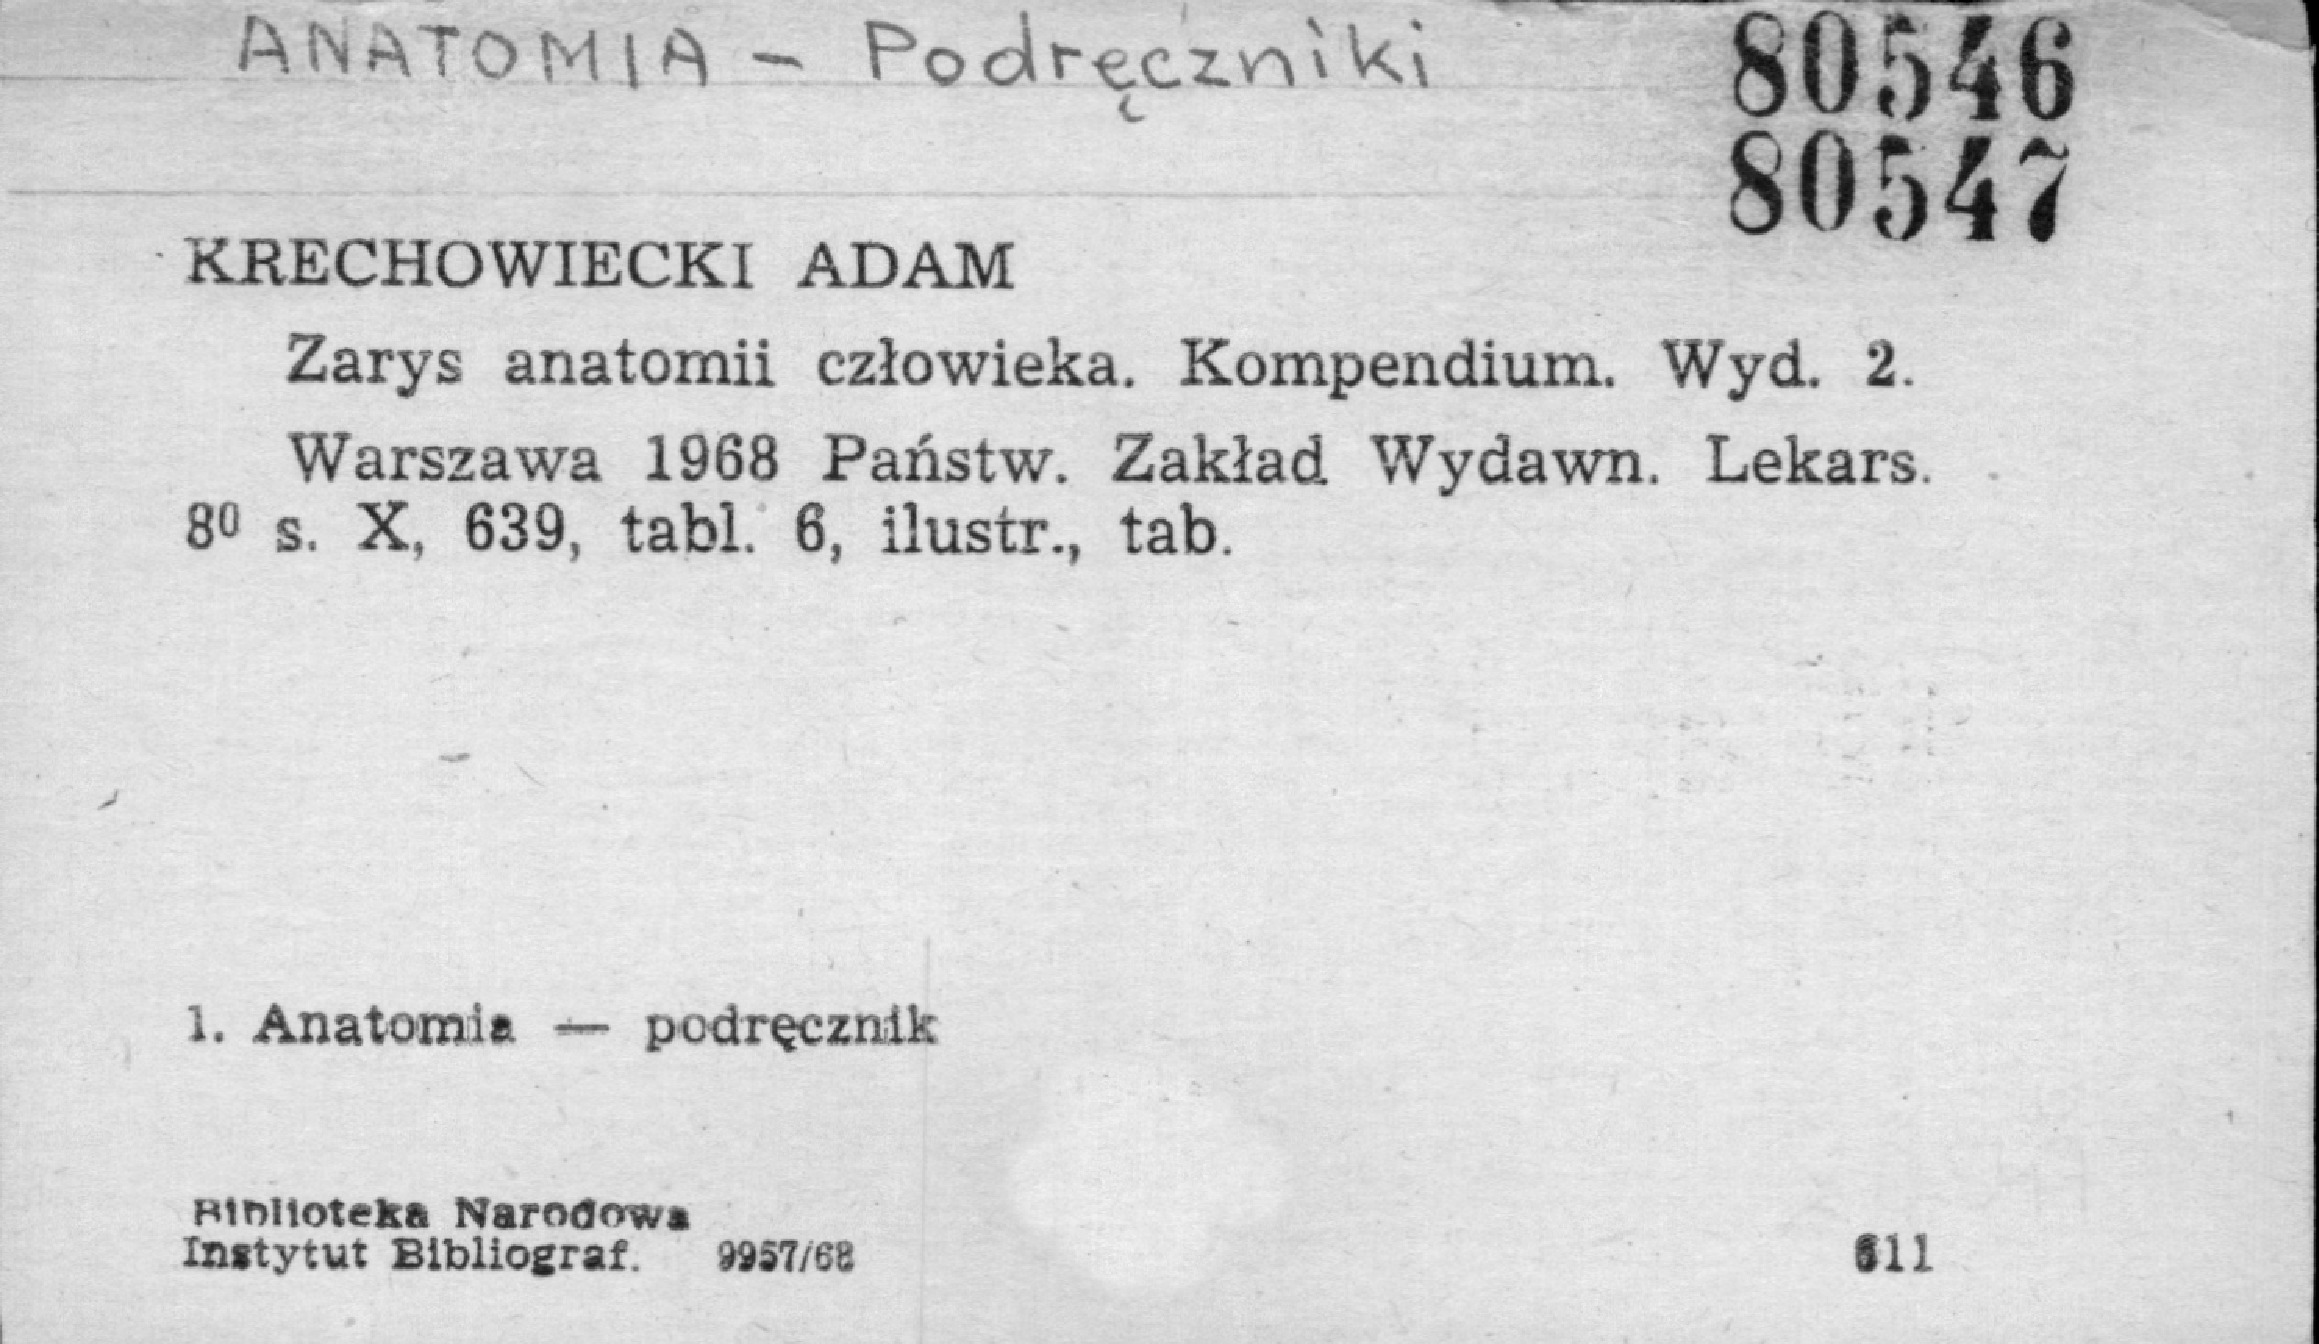 ANATOMIA - Podręczniki
80546
80547
KRECHOWIECKI ADAM
Zarys anatomii człowieka. Kompendium. Wyd. 2.
Warszawa 1968 Państw. Zakład Wydawn. Lekars.
8⁰ s. X, 639, tabl. 6, ilustr., tab.
1. Anatomia — podręcznik
Biblioteka Narodowa
Instytut Bibliograf. 9957/68
611